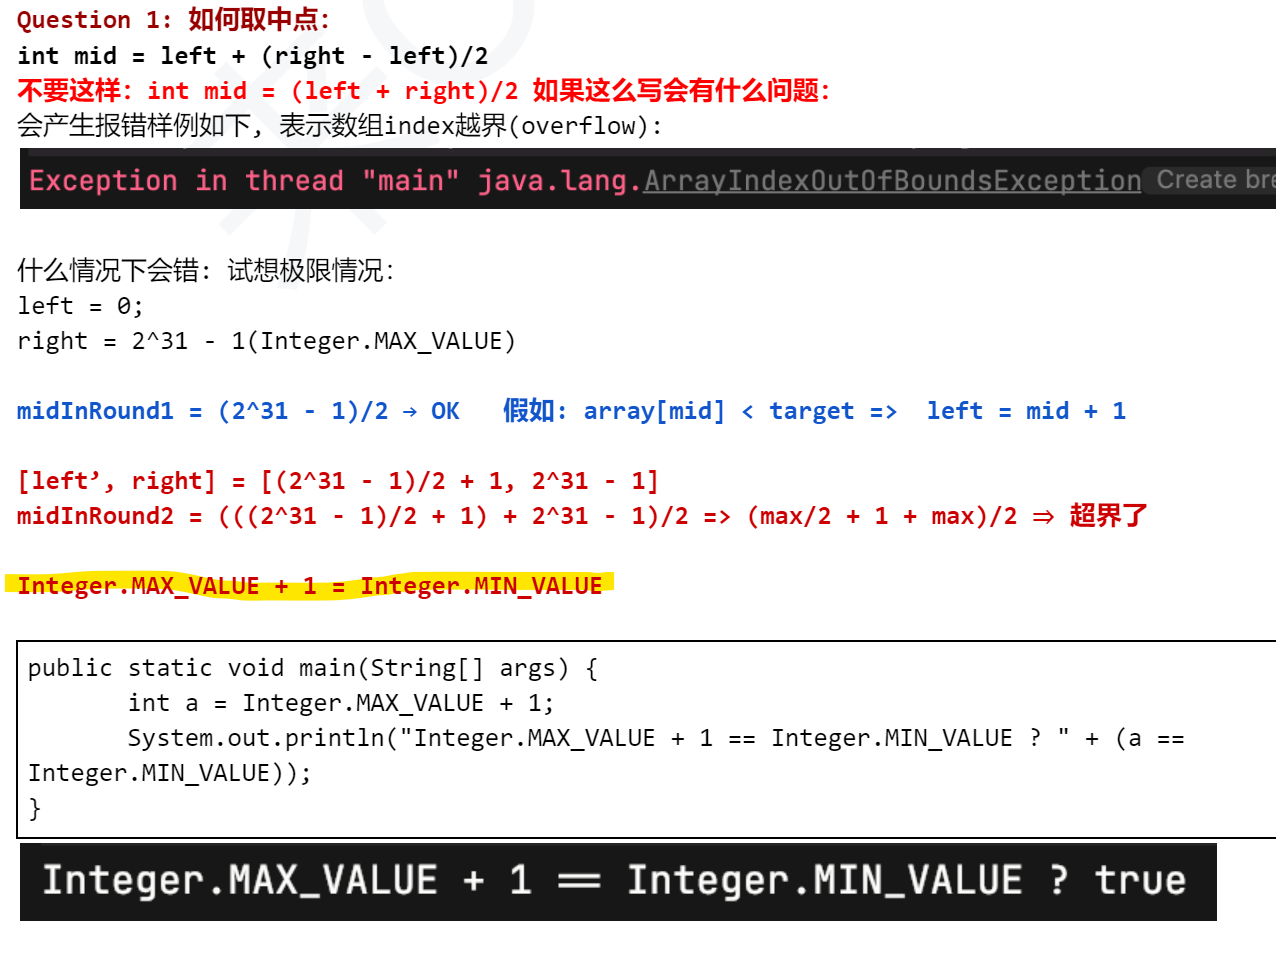 Question 1: 如何取中点：
int mid = left + (right - left)/2
不要这样：int mid = (left + right)/2 如果这么写会有什么问题：
会产生报错样例如下, 表示数组index越界(overflow):
Exception in thread "main" java.lang.ArrayIndexOutOfBoundsException Create bre
什么情况下会错: 试想极限情况:
left = 0;
right = 2^31 - 1(Integer.MAX_VALUE)
midInRound1 = (2^31 - 1)/2 → OK 假如: array[mid] < target => left = mid + 1
[left’, right] = [(2^31 - 1)/2 + 1, 2^31 - 1]
midInRound2 = (((2^31 - 1)/2 + 1) + 2^31 - 1)/2 => (max/2 + 1 + max)/2 ⇒ 超界了
Integer.MAX_VALUE + 1 = Integer.MIN_VALUE
public static void main(String[] args) {
int a = Integer.MAX_VALUE + 1;
System.out.println("Integer.MAX_VALUE + 1 == Integer.MIN_VALUE ? " + (a ==
Integer.MIN_VALUE));
}
Integer.MAX_VALUE + 1 == Integer.MIN_VALUE ? true